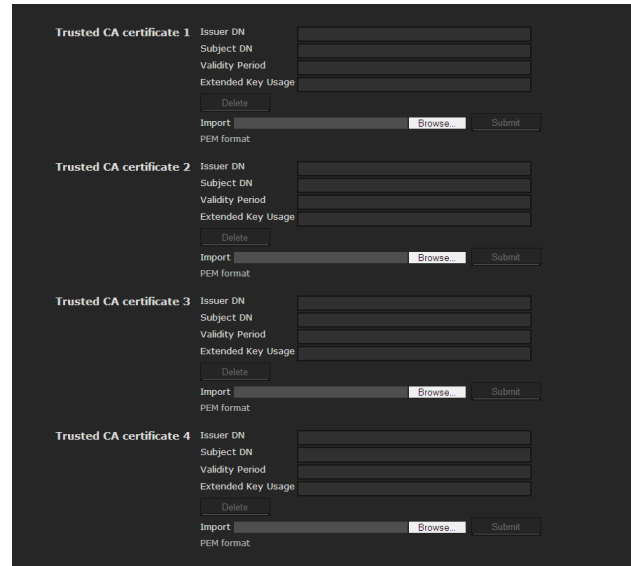 Trusted CA certificate 1 Issuer DN
Subject DN
Validity Period
Extended Key Usage
Delete
Import Browse... Submit
PEM format
Trusted CA certificate 2 Issuer DN
Subject DN
Validity Period
Extended Key Usage
Delete
Import Browse... Submit
PEM format
Trusted CA certificate 3 Issuer DN
Subject DN
Validity Period
Extended Key Usage
Delete
Import Browse... Submit
PEM format
Trusted CA certificate 4 Issuer DN
Subject DN
Validity Period
Extended Key Usage
Delete
Import Browse... Submit
PEM format